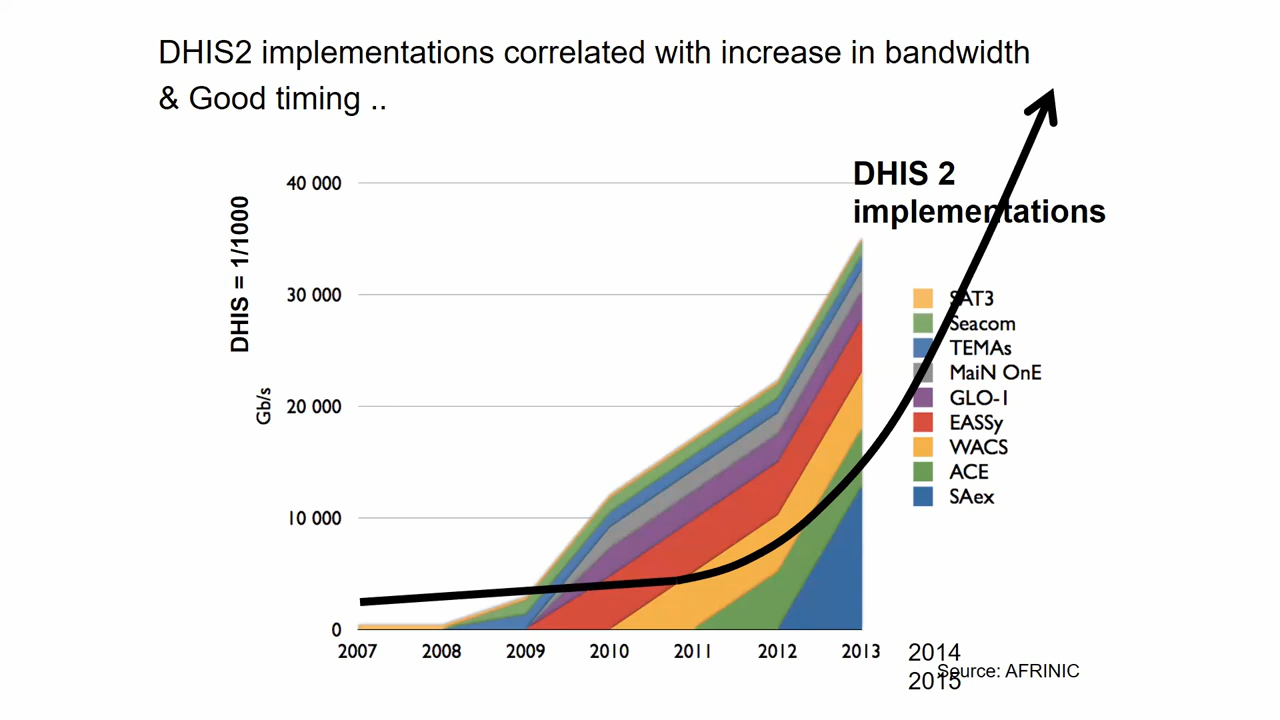 DHIS2 implementations correlated with increase in bandwidth
& Good timing ..
DHIS 2
implementations
DHIS = 1/1000
Gb/s
40 000
30 000
20 000
10 000
0
2007 2008 2009 2010 2011 2012 2013 2014
2015
SAT3
Seacom
TEMAs
MaiN OnE
GLO-1
EASSy
WACS
ACE
SAex
Source: AFRINIC